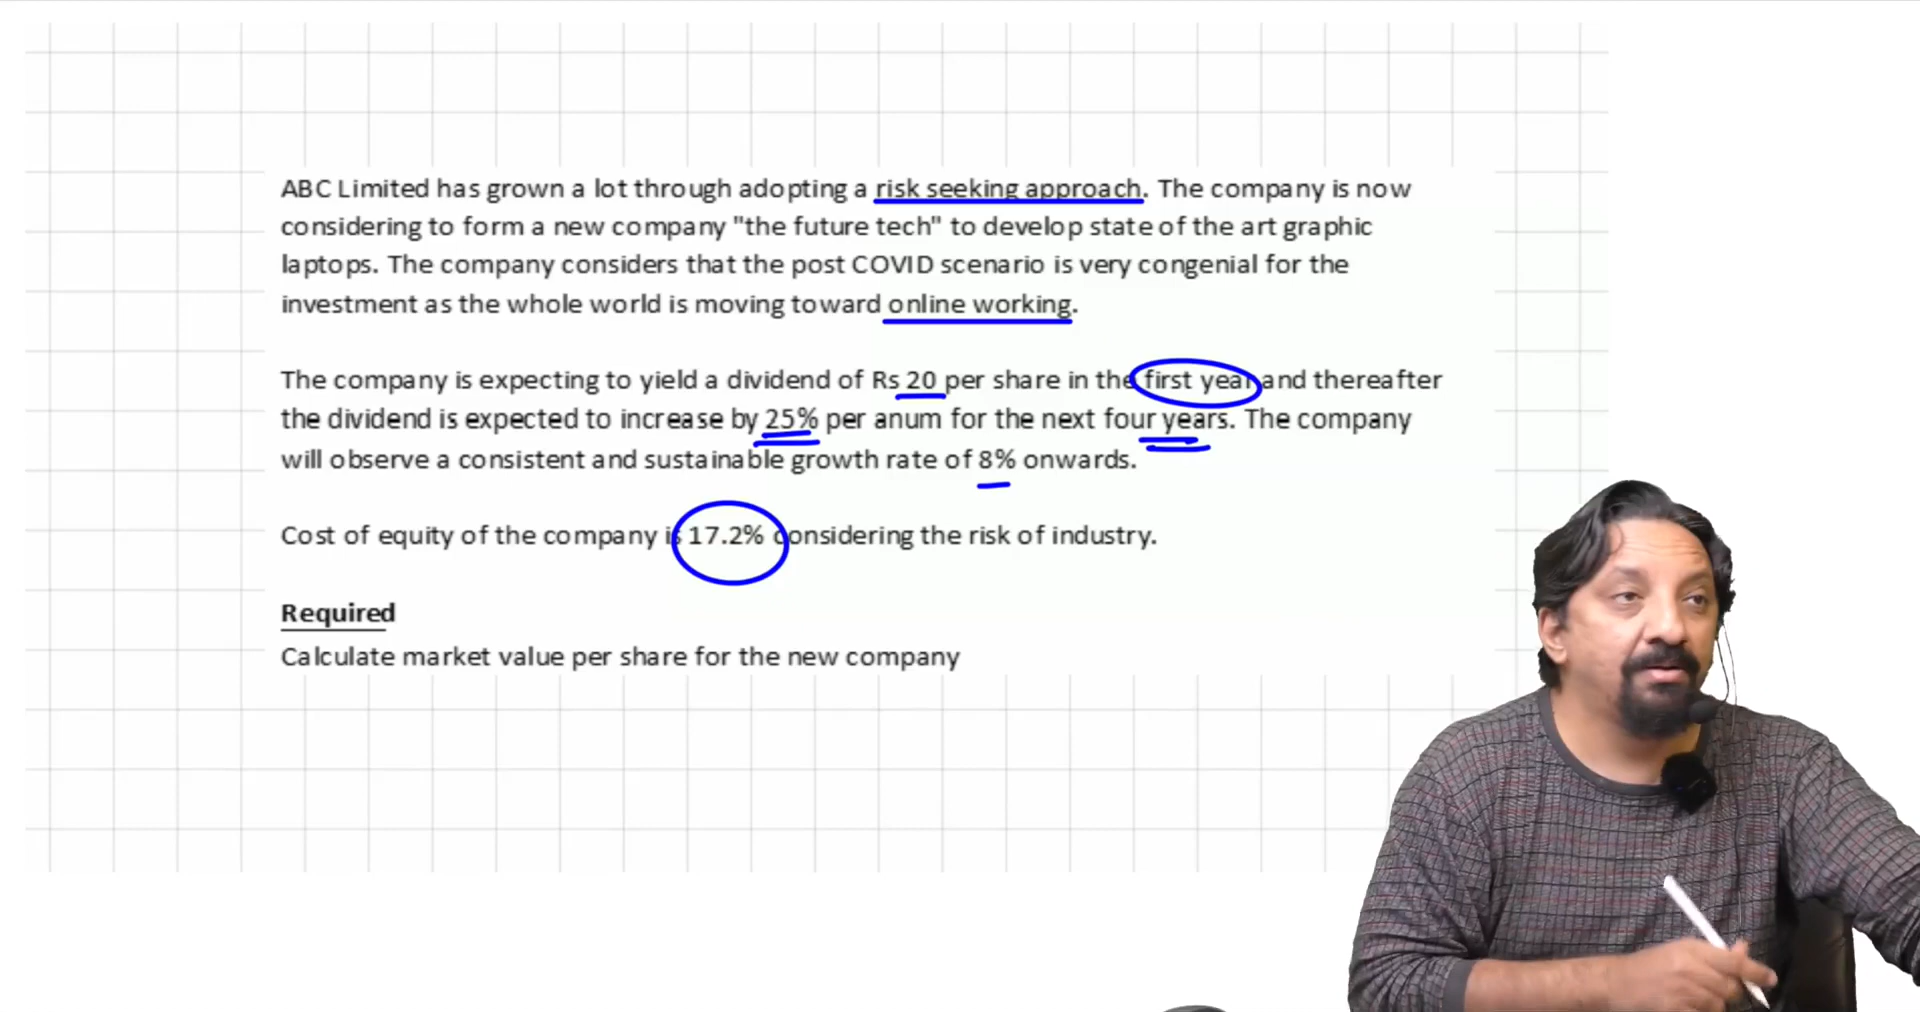 ABC Limited has grown a lot through adopting a risk seeking approach. The company is now
considering to form a new company "the future tech" to develop state of the art graphic
laptops. The company considers that the post COVID scenario is very congenial for the
investment as the whole world is moving toward online working.
The company is expecting to yield a dividend of Rs 20 per share in the first year and thereafter
the dividend is expected to increase by 25% per anum for the next four years. The company
will observe a consistent and sustainable growth rate of 8% onwards.
Cost of equity of the company is 17.2% considering the risk of industry.
Required
Calculate market value per share for the new company